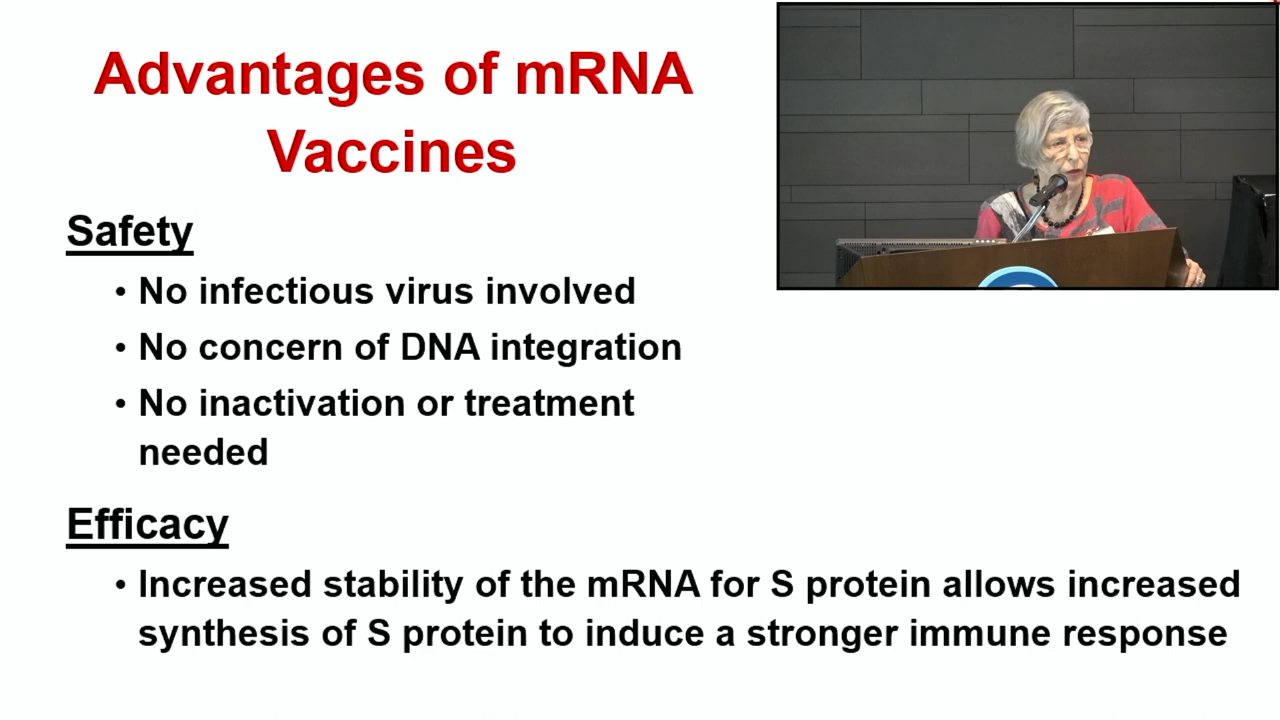 Advantages of mRNA
Vaccines
Safety
• No infectious virus involved
• No concern of DNA integration
• No inactivation or treatment
needed
Efficacy
• Increased stability of the mRNA for S protein allows increased
synthesis of S protein to induce a stronger immune response